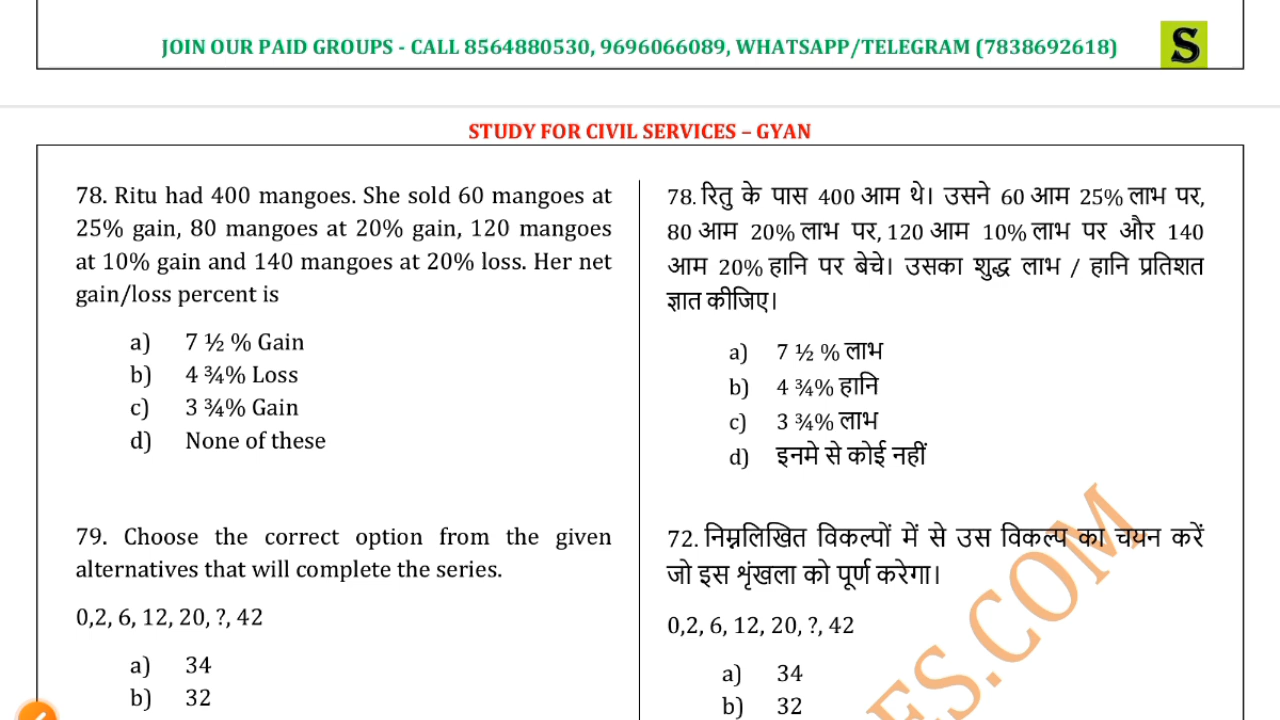 JOIN OUR PAID GROUPS - CALL 8564880530, 9696066089, WHATSAPP/TELEGRAM (7838692618)
S
STUDY FOR CIVIL SERVICES – GYAN
78. Ritu had 400 mangoes. She sold 60 mangoes at
25% gain, 80 mangoes at 20% gain, 120 mangoes
at 10% gain and 140 mangoes at 20% loss. Her net
gain/loss percent is
a) 7 ½ % Gain
b) 4 ¾% Loss
c) 3 ¾% Gain
d) None of these
79. Choose the correct option from the given
alternatives that will complete the series.
0,2, 6, 12, 20, ?, 42
a) 34
b) 32
78. रितु के पास 400 आम थे। उसने 60 आम 25% लाभ पर,
80 आम 20% लाभ पर, 120 आम 10% लाभ पर और 140
आम 20% हानि पर बेचे। उसका शुद्ध लाभ / हानि प्रतिशत
ज्ञात कीजिए।
a) 7 ½ % लाभ
b) 4 ¾% हानि
c) 3 ¾% लाभ
d) इनमे से कोई नहीं
72. निम्नलिखित विकल्पों में से उस विकल्प का चयन करें
जो इस शृंखला को पूर्ण करेगा।
0,2, 6, 12, 20, ?, 42
a) 34
b) 32
ES.COM